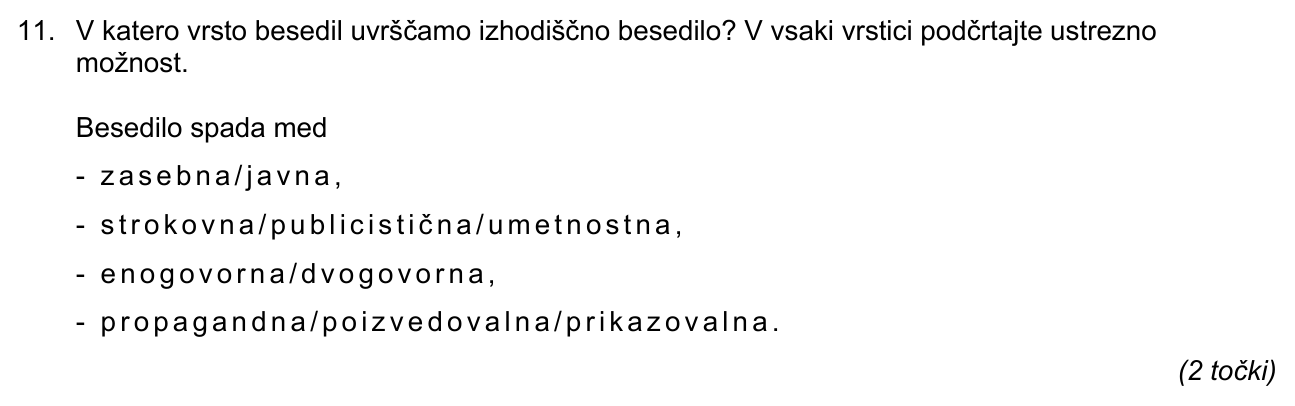 11. V katero vrsto besedil uvrščamo izhodiščno besedilo? V vsaki vrstici podčrtajte ustrezno
možnost.
Besedilo spada med
- zasebna/javna,
- strokovna/publicistična/umetnostna,
- enogovorna/dvogovorna,
- propagandna/poizvedovalna/prikazovalna.
(2 točki)